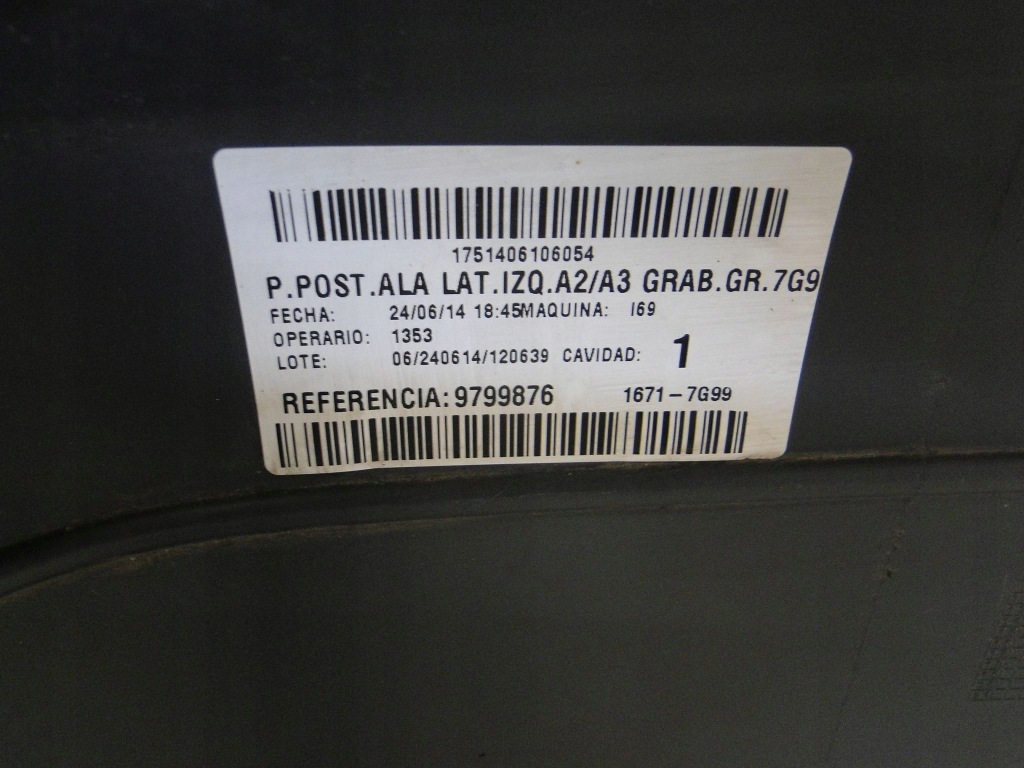 1751406106054
P.POST.ALA LAT.IZQ.A2/A3 GRAB.GR.7G9
FECHA: 24/06/14 18:45MAQUINA: I69
OPERARIO: 1353
LOTE: 06/240614/120639 CAVIDAD: 1
REFERENCIA:9799876 1671-7G99